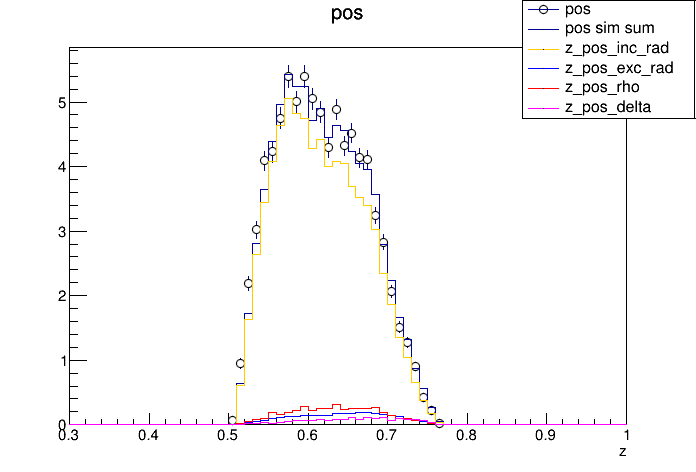 pos
pos
pos sim sum
z_pos_inc_rad
z_pos_exc_rad
z_pos_rho
z_pos_delta
5
4
3
2
1
0
0.3 0.4 0.5 0.6 0.7 0.8 0.9 1
z